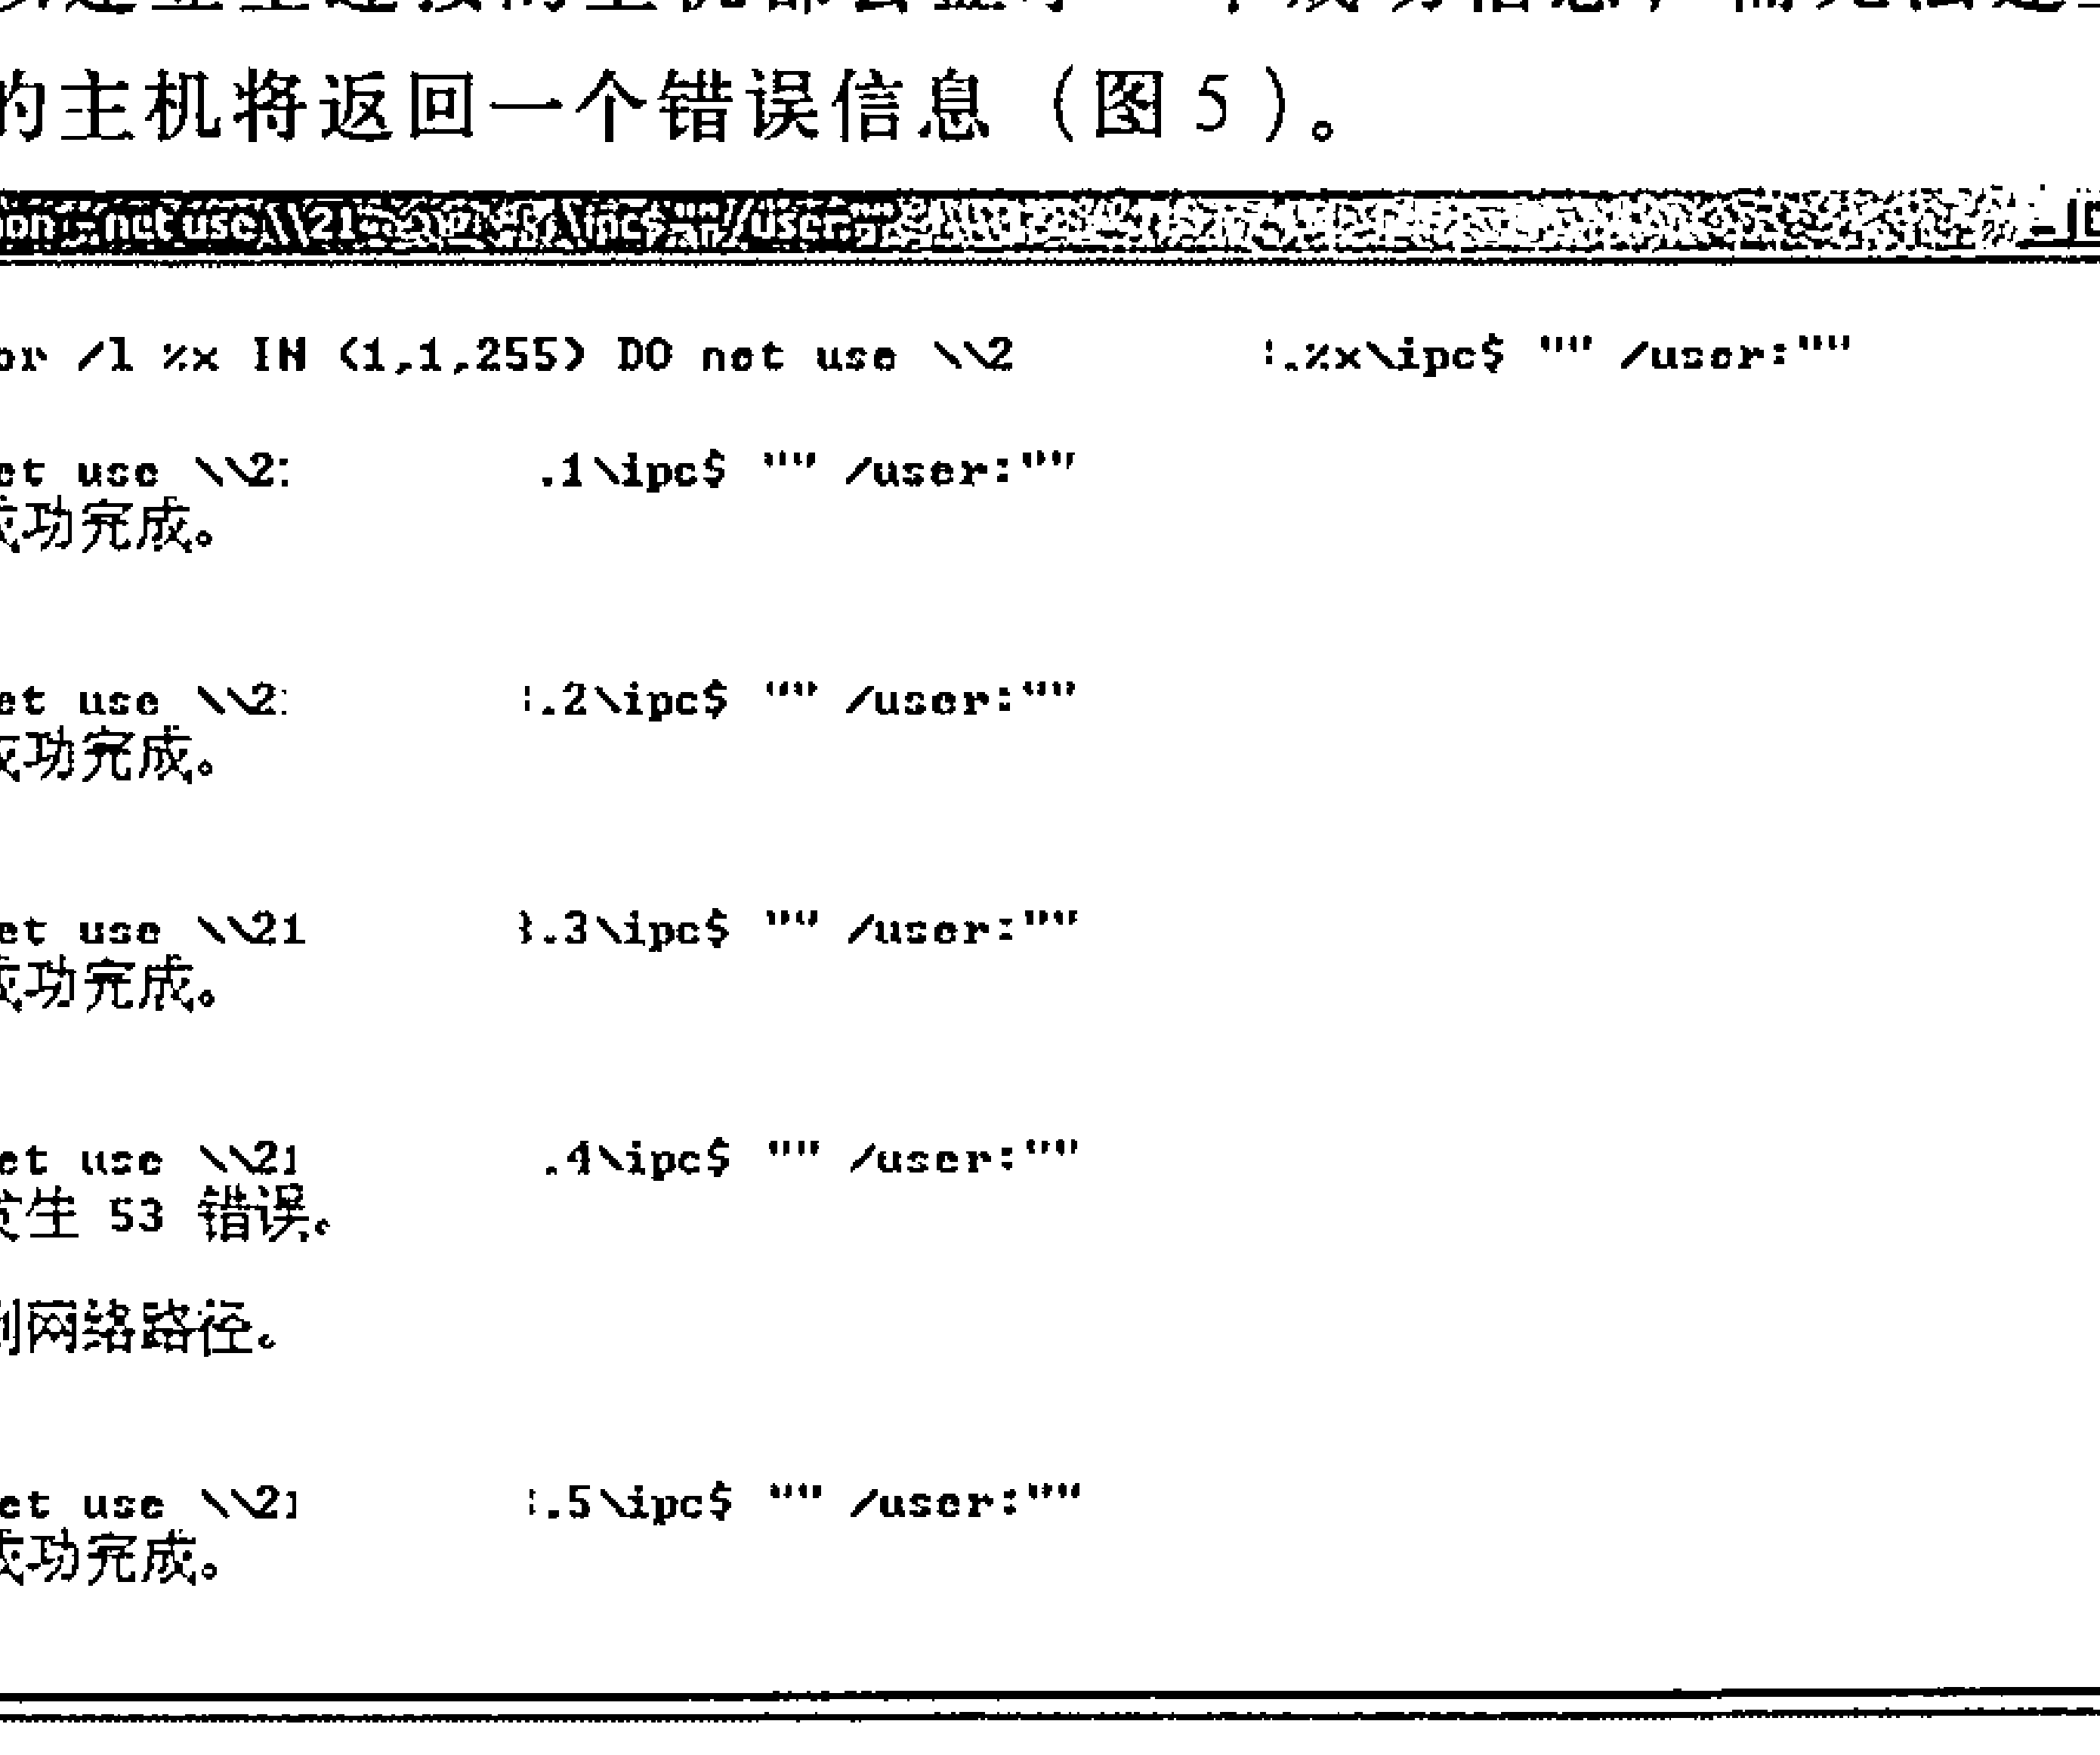 的主机将返回一个错误信息（图5）。
or /l %x IN (1,1,255) DO net use \\2 .%x\ipc$ "" /user:""
et use \\2 .1\ipc$ "" /user:""
成功完成。
et use \\2 .2\ipc$ "" /user:""
成功完成。
et use \\21 .3\ipc$ "" /user:""
成功完成。
et use \\21 .4\ipc$ "" /user:""
发生 53 错误。
到网络路径。
et use \\21 .5\ipc$ "" /user:""
成功完成。